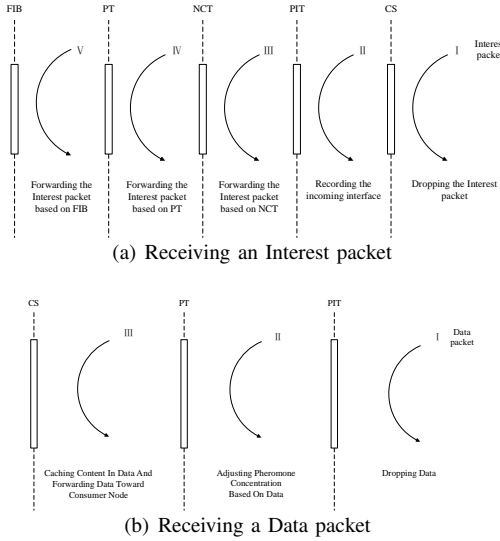 FIB PT NCT PIT CS
V IV III II I Interest
packet
Forwarding the
Interest packet
based on FIB
Forwarding the
Interest packet
based on PT
Forwarding the
Interest packet
based on NCT
Recording the
incoming interface
Dropping the Interest
packet
(a) Receiving an Interest packet
CS PT PIT
III II I Data
packet
Caching Content In Data And
Forwarding Data Toward
Consumer Node
Adjusting Pheromone
Concentration
Based On Data
Dropping Data
(b) Receiving a Data packet